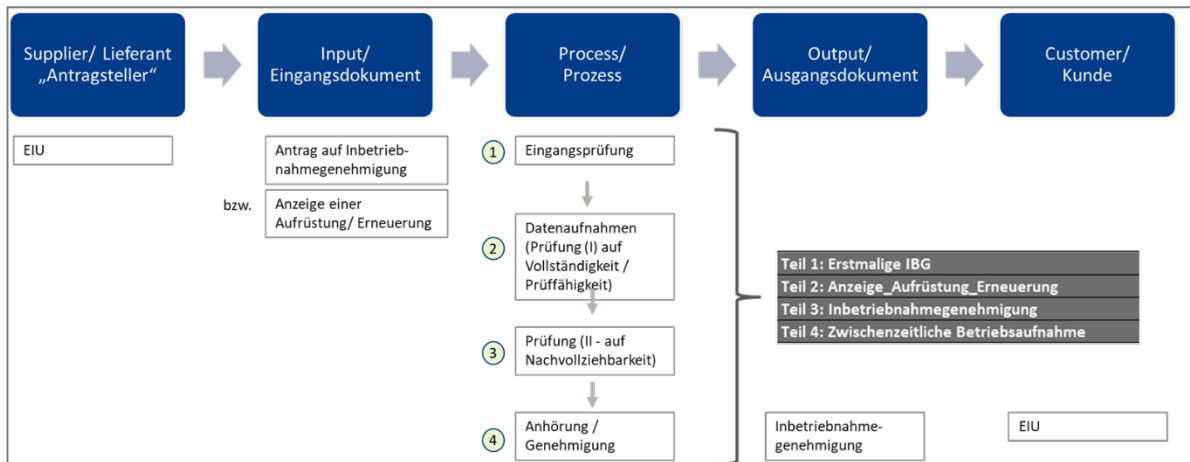 Supplier/ Lieferant
„Antragsteller“
Input/
Eingangsdokument
Process/
Prozess
Output/
Ausgangsdokument
Customer/
Kunde
EIU
Antrag auf Inbetrieb-
nahmegenehmigung
bzw.
Anzeige einer
Aufrüstung/ Erneuerung
1
Eingangsprüfung
2
Datenaufnahmen
(Prüfung (I) auf
Vollständigkeit /
Prüffähigkeit)
3
Prüfung (II - auf
Nachvollziehbarkeit)
4
Anhörung /
Genehmigung
Teil 1: Erstmalige IBG
Teil 2: Anzeige_Aufrüstung_Erneuerung
Teil 3: Inbetriebnahmegenehmigung
Teil 4: Zwischenzeitliche Betriebsaufnahme
Inbetriebnahme-
genehmigung
EIU